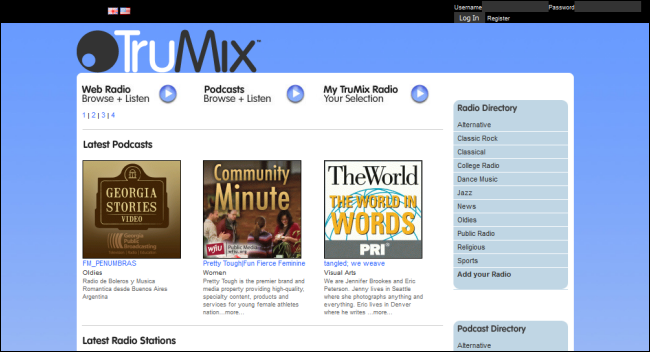 Username
Password
Log In
Register
TruMix™
Web Radio
Browse + Listen
Podcasts
Browse + Listen
My TruMix Radio
Your Selection
1 | 2 | 3 | 4
Latest Podcasts
GEORGIA
STORIES
VIDEO
Georgia
Public
Broadcasting
FM_PENUMBRAS
Oldies
Radio de Boleros y Musica
Romantica desde Buenos Aires
Argentina
Community
Minute
wfiu
Public Media
Pretty Tough|Fun Fierce Feminine
Women
Pretty Tough is the premier brand and
media property providing high-quality,
specialty content, products and
services for young female athletes
nation...more...
TheWorld
THE WORLD IN
WORDS
PRI
tangled; we weave
Visual Arts
We are Jennifer Brookes and Eric
Peterson. Jenny lives in Seattle
where she photographs anything and
everything. Eric lives in Denver
where he writes ...more...
Latest Radio Stations
Radio Directory
Alternative
Classic Rock
Classical
College Radio
Dance Music
Jazz
News
Oldies
Public Radio
Religious
Sports
Add your Radio
Podcast Directory
Alternative